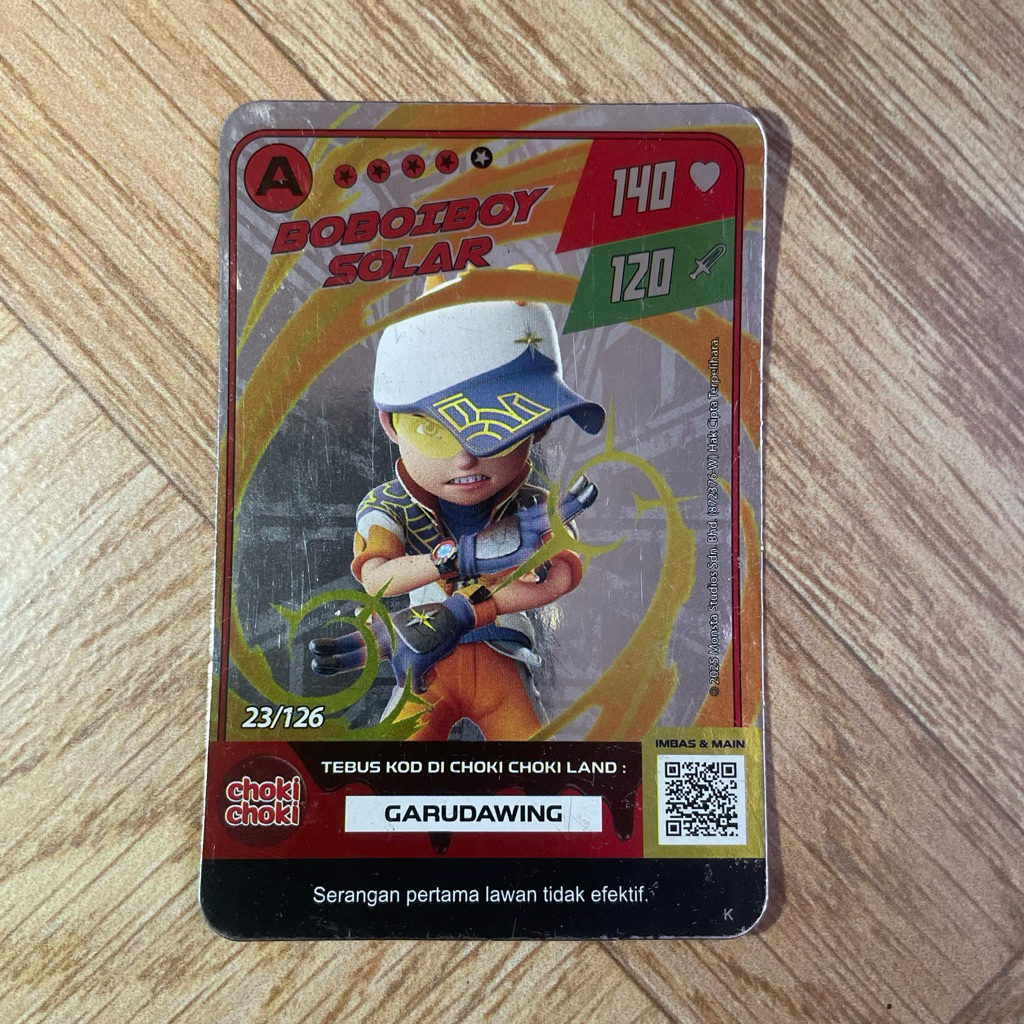 A
BOBOIBOY
SOLAR
140
120
© 2025 Monsta Studios Sdn. Bhd. (872376-W) Hak Cipta Terpelihara.
23/126
IMBAS & MAIN
choki
choki
TEBUS KOD DI CHOKI CHOKI LAND :
GARUDAWING
Serangan pertama lawan tidak efektif.
K